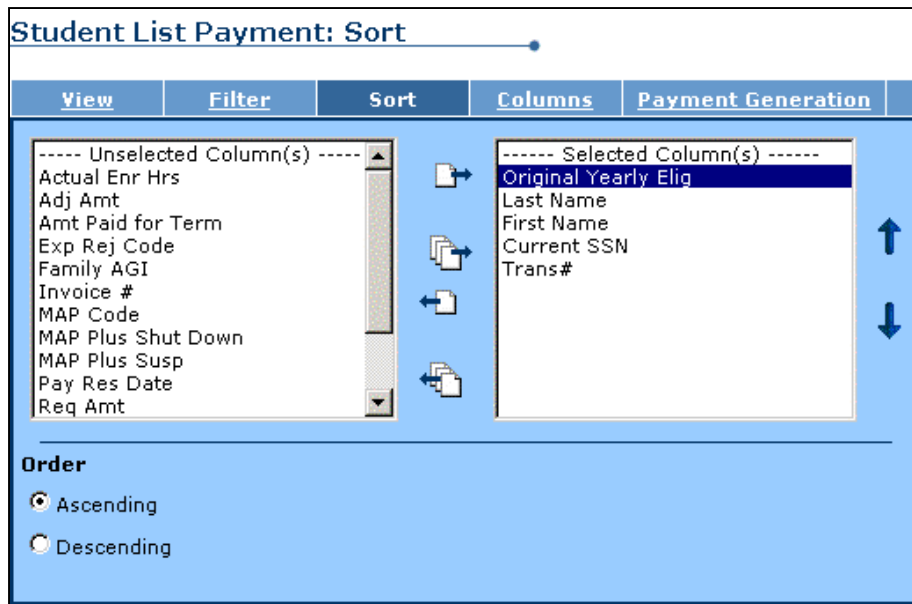 Student List Payment: Sort
View Filter Sort Columns Payment Generation
----- Unselected Column(s) -----
Actual Enr Hrs
Adj Amt
Amt Paid for Term
Exp Rej Code
Family AGI
Invoice #
MAP Code
MAP Plus Shut Down
MAP Plus Susp
Pay Res Date
Req Amt
------ Selected Column(s) ------
Original Yearly Elig
Last Name
First Name
Current SSN
Trans#
Order
Ascending
Descending